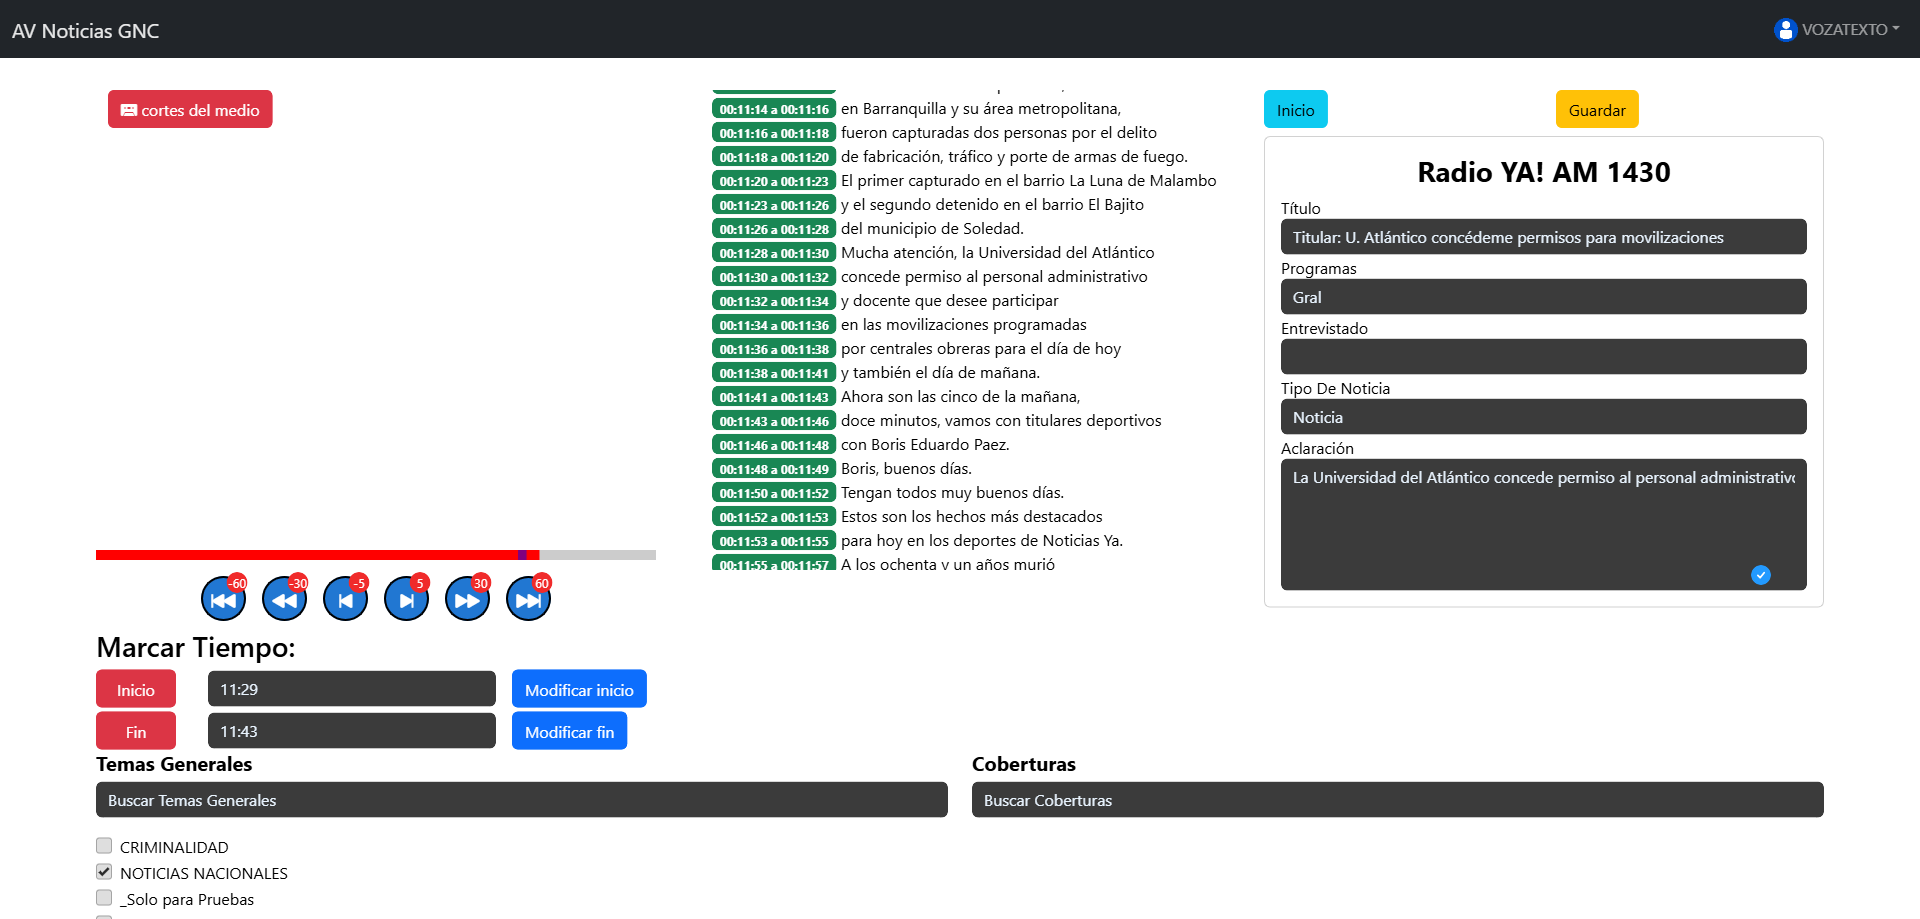 AV Noticias GNC
VOZATEXTO
cortes del medio
00:11:14 a 00:11:16 en Barranquilla y su área metropolitana,
00:11:16 a 00:11:18 fueron capturadas dos personas por el delito
00:11:18 a 00:11:20 de fabricación, tráfico y porte de armas de fuego.
00:11:20 a 00:11:23 El primer capturado en el barrio La Luna de Malambo
00:11:23 a 00:11:26 y el segundo detenido en el barrio El Bajito
00:11:26 a 00:11:28 del municipio de Soledad.
00:11:28 a 00:11:30 Mucha atención, la Universidad del Atlántico
00:11:30 a 00:11:32 concede permiso al personal administrativo
00:11:32 a 00:11:34 y docente que desee participar
00:11:34 a 00:11:36 en las movilizaciones programadas
00:11:36 a 00:11:38 por centrales obreras para el día de hoy
00:11:38 a 00:11:41 y también el día de mañana.
00:11:41 a 00:11:43 Ahora son las cinco de la mañana,
00:11:43 a 00:11:46 doce minutos, vamos con titulares deportivos
00:11:46 a 00:11:48 con Boris Eduardo Paez.
00:11:48 a 00:11:49 Boris, buenos días.
00:11:50 a 00:11:52 Tengan todos muy buenos días.
00:11:52 a 00:11:53 Estos son los hechos más destacados
00:11:53 a 00:11:55 para hoy en los deportes de Noticias Ya.
00:11:55 a 00:11:57 A los ochenta y un años murió
Inicio
Guardar
Radio YA! AM 1430
Título
Titular: U. Atlántico concédeme permisos para movilizaciones
Programas
Gral
Entrevistado
Tipo De Noticia
Noticia
Aclaración
La Universidad del Atlántico concede permiso al personal administrativo
-60 -30 -5 5 30 60
Marcar Tiempo:
Inicio 11:29 Modificar inicio
Fin 11:43 Modificar fin
Temas Generales
Buscar Temas Generales
CRIMINALIDAD
NOTICIAS NACIONALES
_Solo para Pruebas
Coberturas
Buscar Coberturas